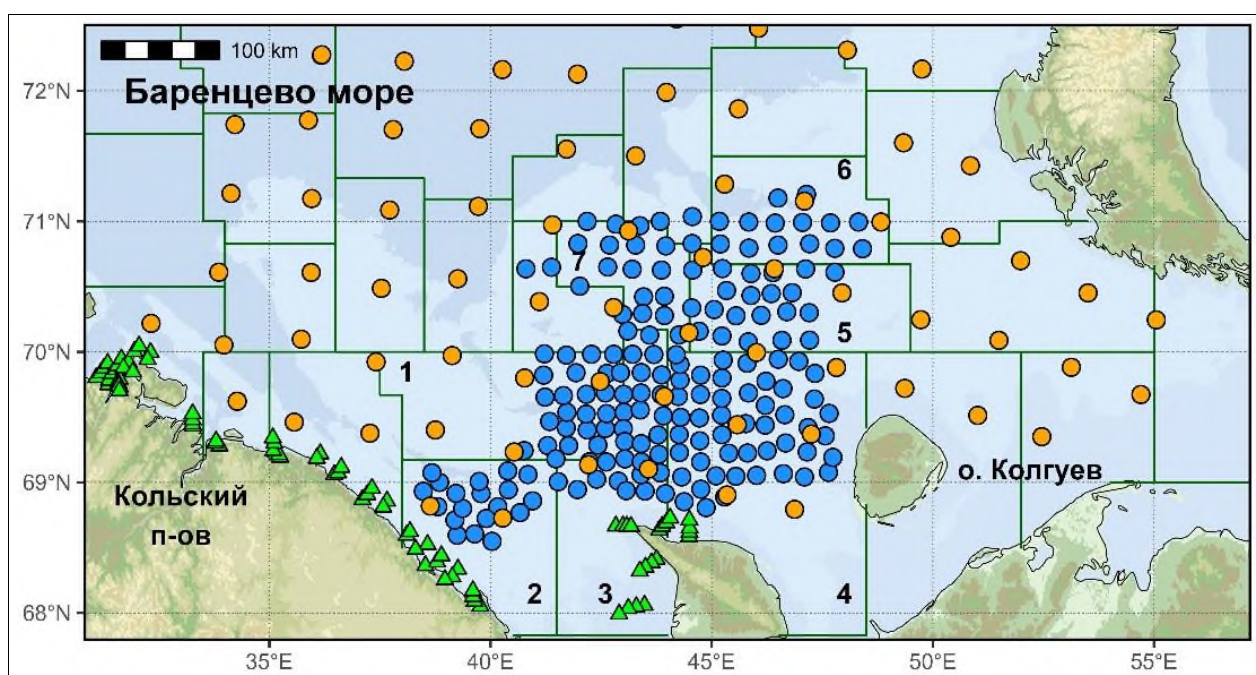 100 km
Баренцево море
72°N
6
71°N
7
5
70°N
1
69°N
о. Колгуев
Кольский
п-ов
2
3
4
68°N
35°E
40°E
45°E
50°E
55°E